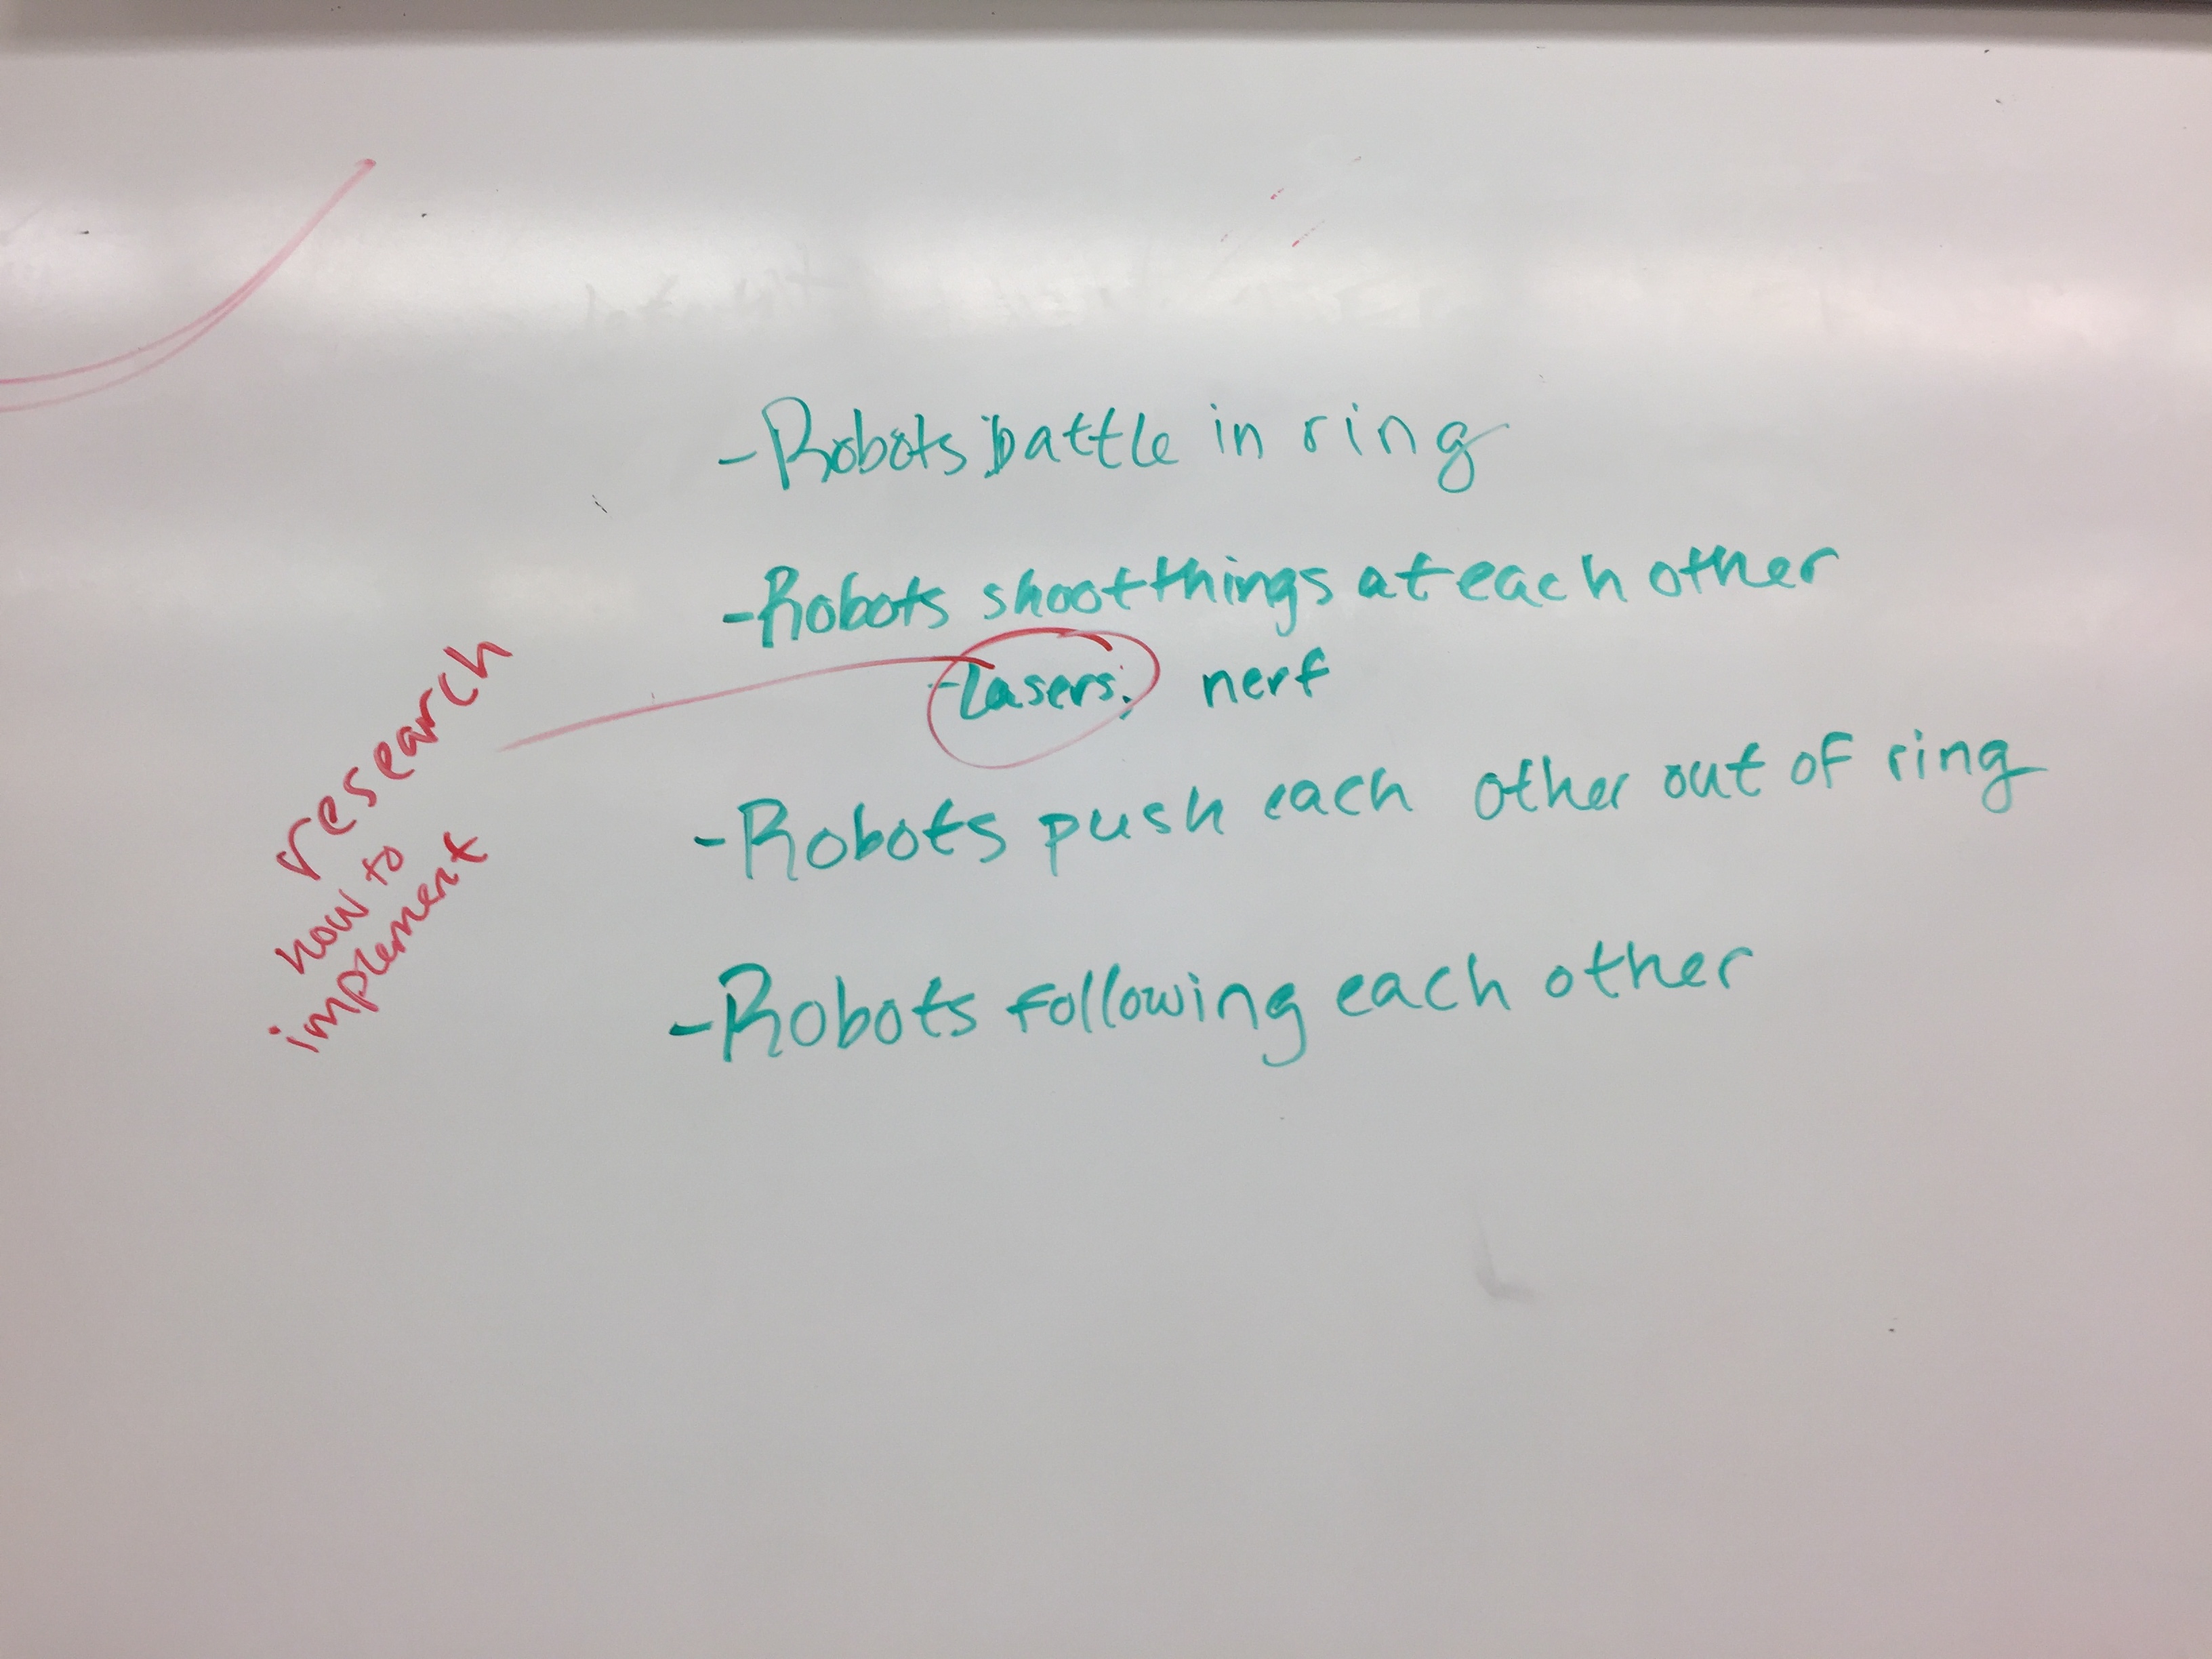 -Robots battle in ring
-Robots shoot things at each other
-Lasers, nerf
-Robots push each other out of ring
-Robots following each other
research
how to
implement